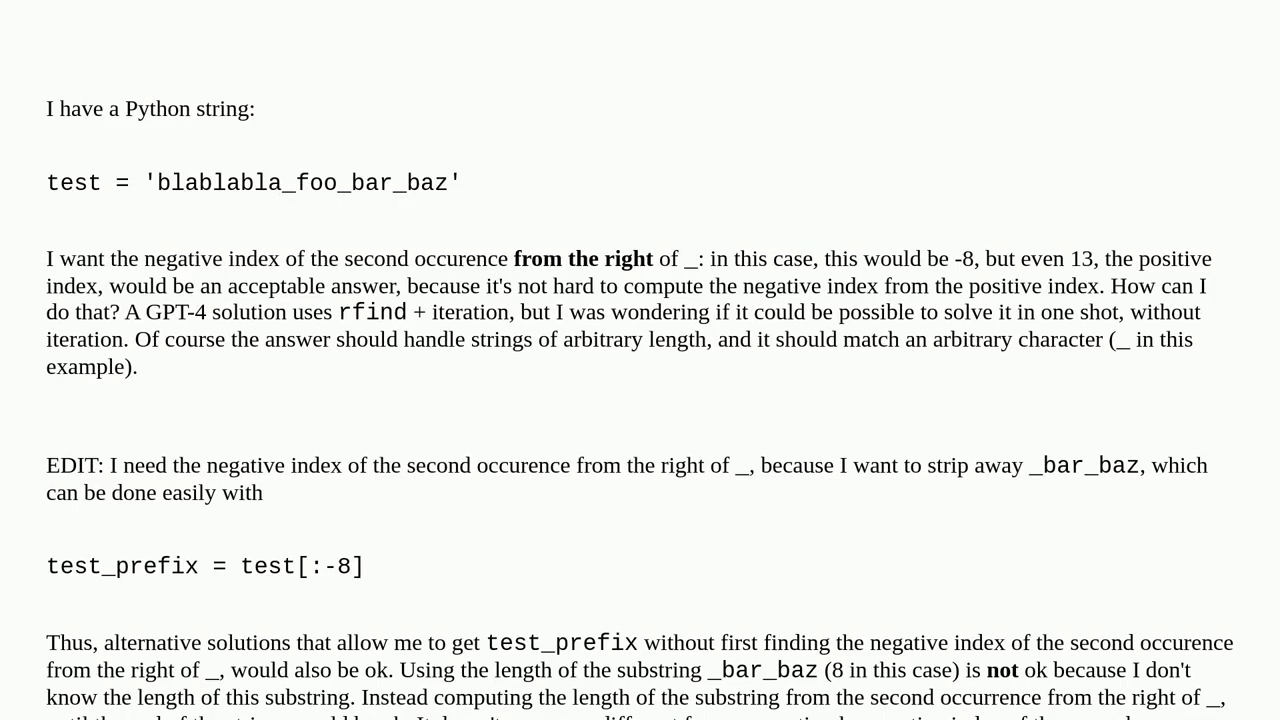 I have a Python string:
test = 'blablabla_foo_bar_baz'
I want the negative index of the second occurence from the right of _: in this case, this would be -8, but even 13, the positive
index, would be an acceptable answer, because it's not hard to compute the negative index from the positive index. How can I
do that? A GPT-4 solution uses rfind + iteration, but I was wondering if it could be possible to solve it in one shot, without
iteration. Of course the answer should handle strings of arbitrary length, and it should match an arbitrary character (_ in this
example).
EDIT: I need the negative index of the second occurence from the right of _, because I want to strip away _bar_baz, which
can be done easily with
test_prefix = test[:-8]
Thus, alternative solutions that allow me to get test_prefix without first finding the negative index of the second occurence
from the right of _, would also be ok. Using the length of the substring _bar_baz (8 in this case) is not ok because I don't
know the length of this substring. Instead computing the length of the substring from the second occurrence from the right of _,